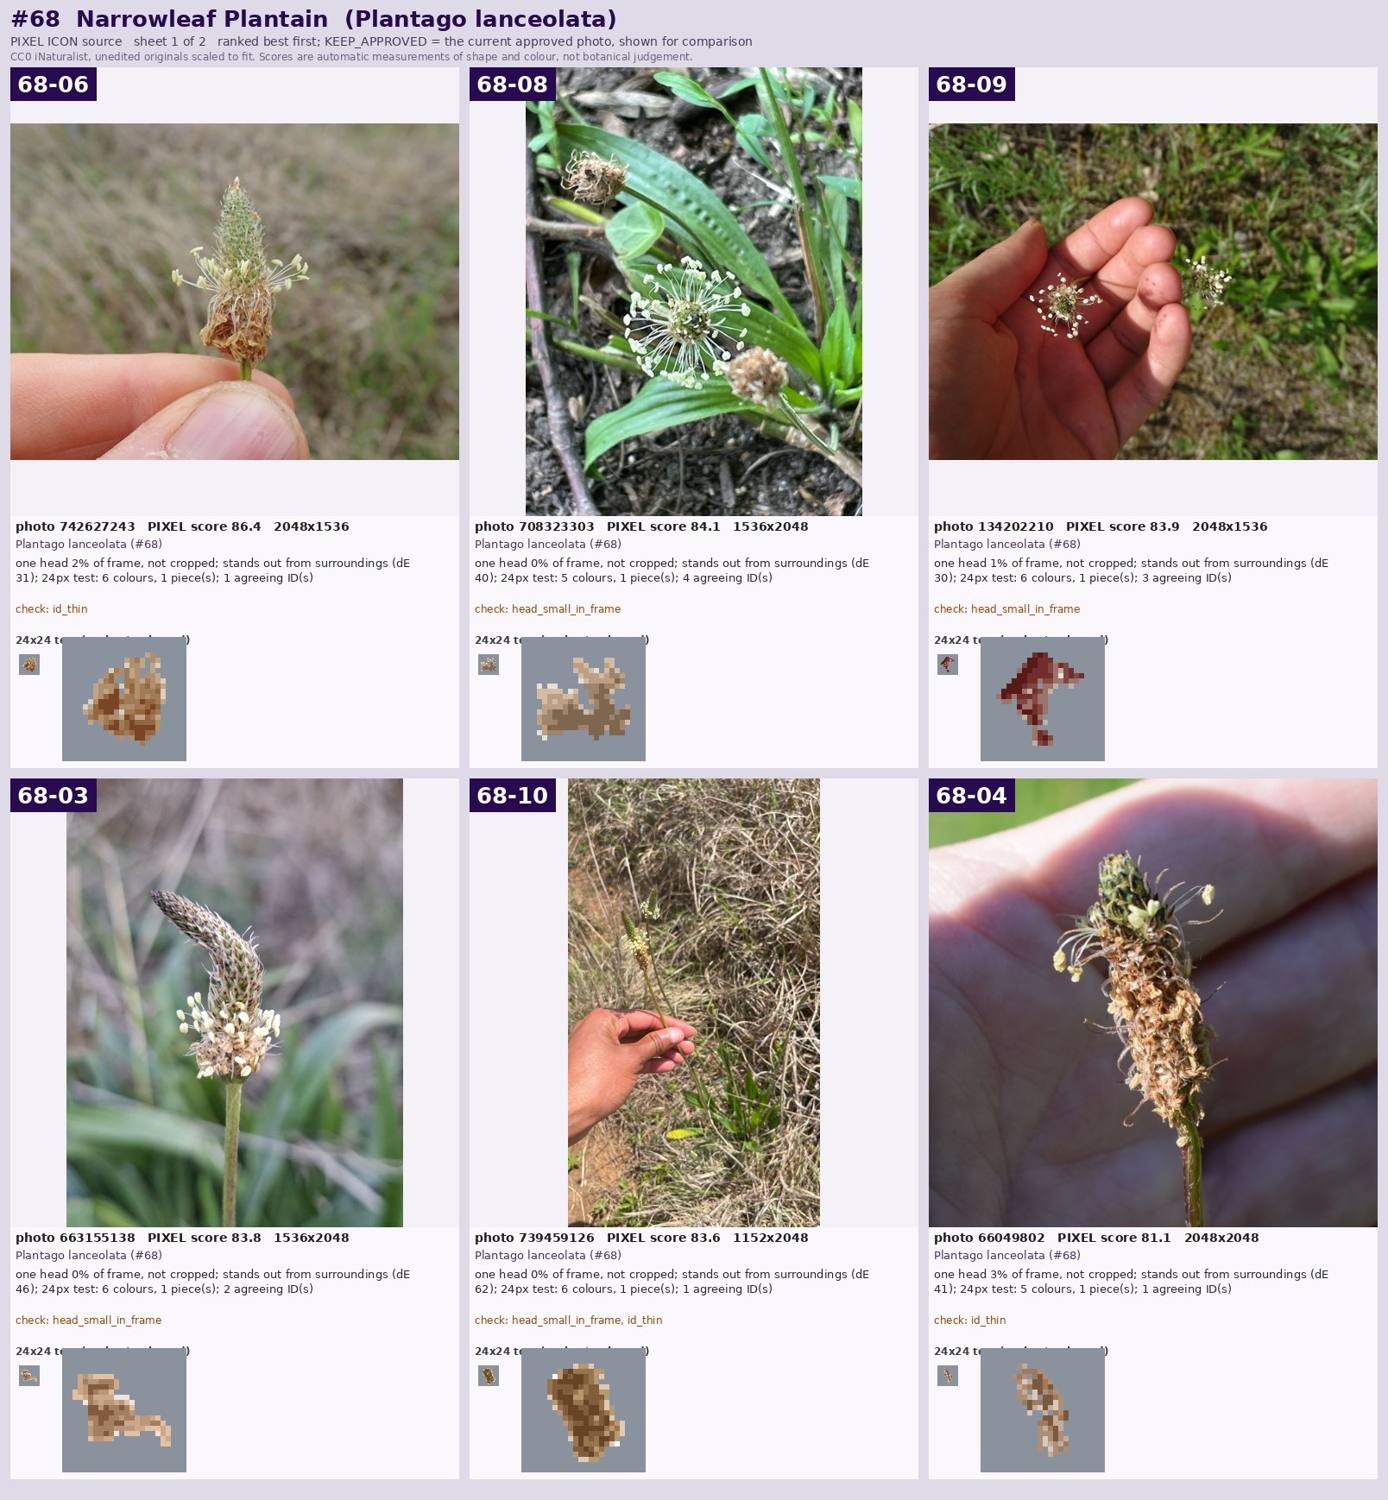 #68 Narrowleaf Plantain (Plantago lanceolata)
PIXEL ICON source sheet 1 of 2 ranked best first; KEEP_APPROVED = the current approved photo, shown for comparison
CC0 iNaturalist, unedited originals scaled to fit. Scores are automatic measurements of shape and colour, not botanical judgement.
68-06
68-08
68-09
photo 742627243 PIXEL score 86.4 2048x1536
Plantago lanceolata (#68)
one head 2% of frame, not cropped; stands out from surroundings (dE
31); 24px test: 6 colours, 1 piece(s); 1 agreeing ID(s)
check: id_thin
24x24
photo 708323303 PIXEL score 84.1 1536x2048
Plantago lanceolata (#68)
one head 0% of frame, not cropped; stands out from surroundings (dE
40); 24px test: 5 colours, 1 piece(s); 4 agreeing ID(s)
check: head_small_in_frame
24x24
photo 134202210 PIXEL score 83.9 2048x1536
Plantago lanceolata (#68)
one head 1% of frame, not cropped; stands out from surroundings (dE
30); 24px test: 6 colours, 1 piece(s); 3 agreeing ID(s)
check: head_small_in_frame
24x24
68-03
68-10
68-04
photo 663155138 PIXEL score 83.8 1536x2048
Plantago lanceolata (#68)
one head 0% of frame, not cropped; stands out from surroundings (dE
46); 24px test: 6 colours, 1 piece(s); 2 agreeing ID(s)
check: head_small_in_frame
24x24
photo 739459126 PIXEL score 83.6 1152x2048
Plantago lanceolata (#68)
one head 0% of frame, not cropped; stands out from surroundings (dE
62); 24px test: 6 colours, 1 piece(s); 1 agreeing ID(s)
check: head_small_in_frame, id_thin
24x24
photo 66049802 PIXEL score 81.1 2048x2048
Plantago lanceolata (#68)
one head 3% of frame, not cropped; stands out from surroundings (dE
41); 24px test: 5 colours, 1 piece(s); 1 agreeing ID(s)
check: id_thin
24x24